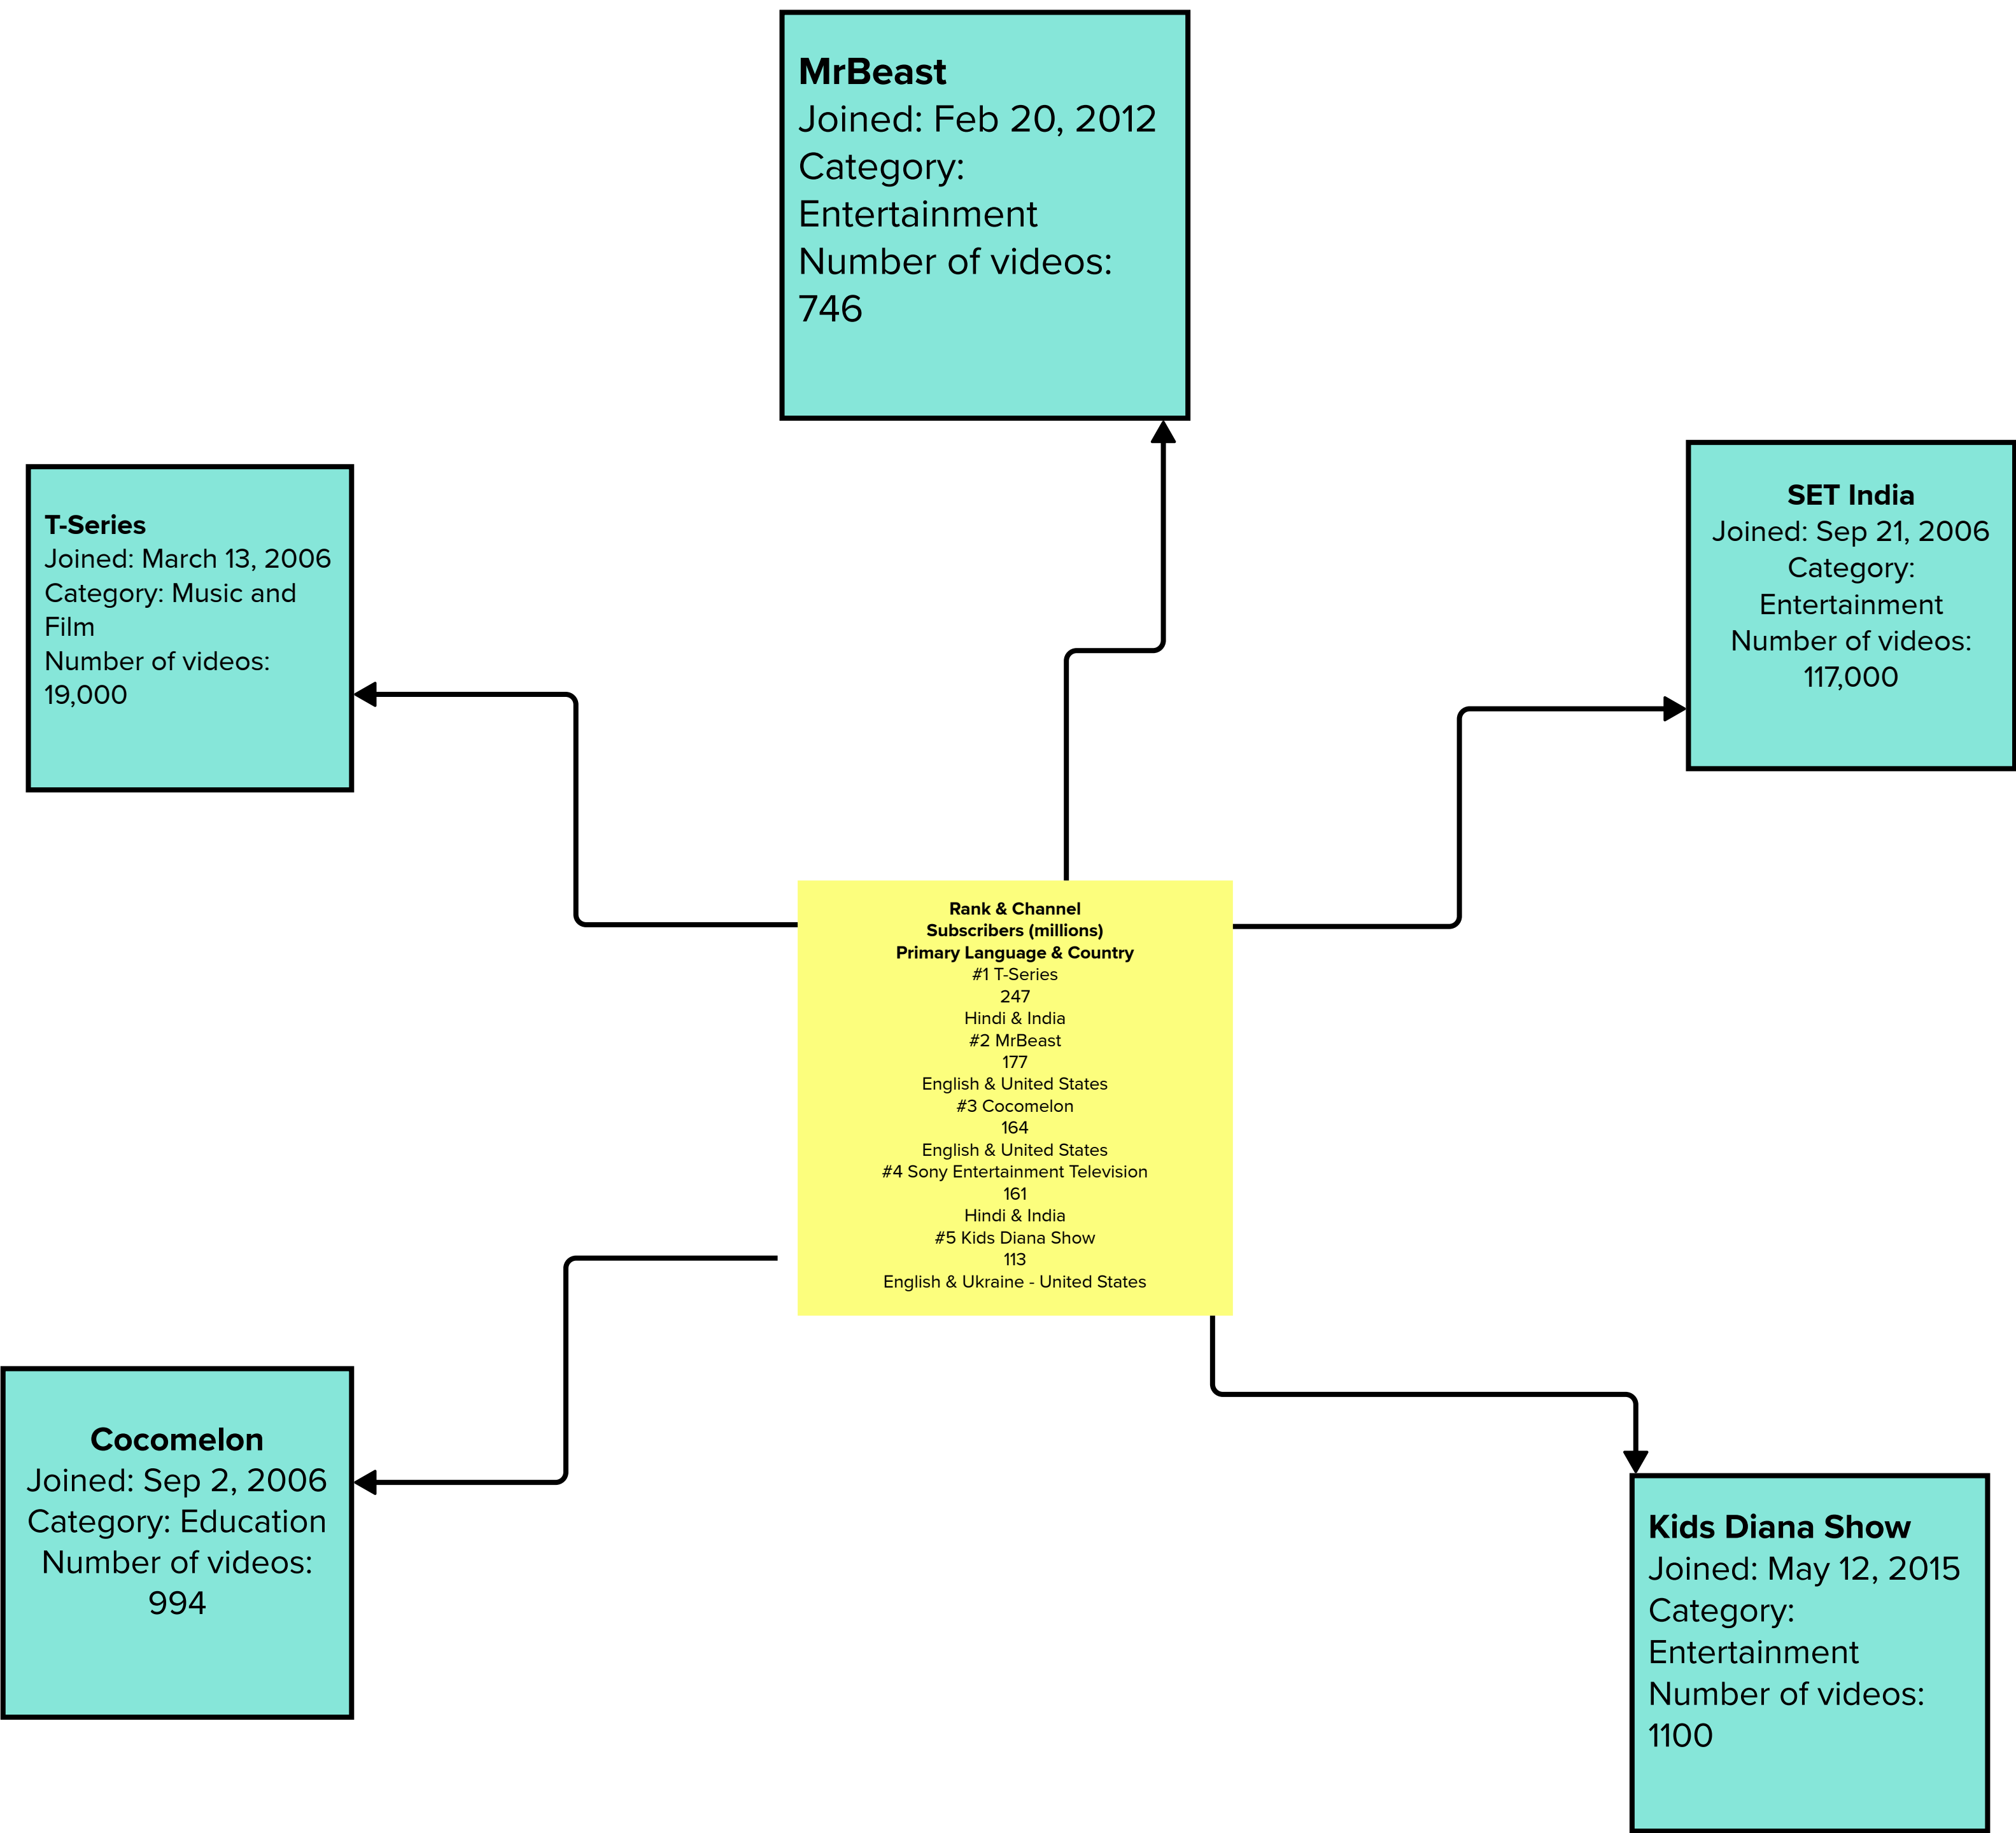 MrBeast
Joined: Feb 20, 2012
Category:
Entertainment
Number of videos:
746
T-Series
Joined: March 13, 2006
Category: Music and
Film
Number of videos:
19,000
SET India
Joined: Sep 21, 2006
Category:
Entertainment
Number of videos:
117,000
Rank & Channel
Subscribers (millions)
Primary Language & Country
#1 T-Series
247
Hindi & India
#2 MrBeast
177
English & United States
#3 Cocomelon
164
English & United States
#4 Sony Entertainment Television
161
Hindi & India
#5 Kids Diana Show
113
English & Ukraine - United States
Cocomelon
Joined: Sep 2, 2006
Category: Education
Number of videos:
994
Kids Diana Show
Joined: May 12, 2015
Category:
Entertainment
Number of videos:
1100